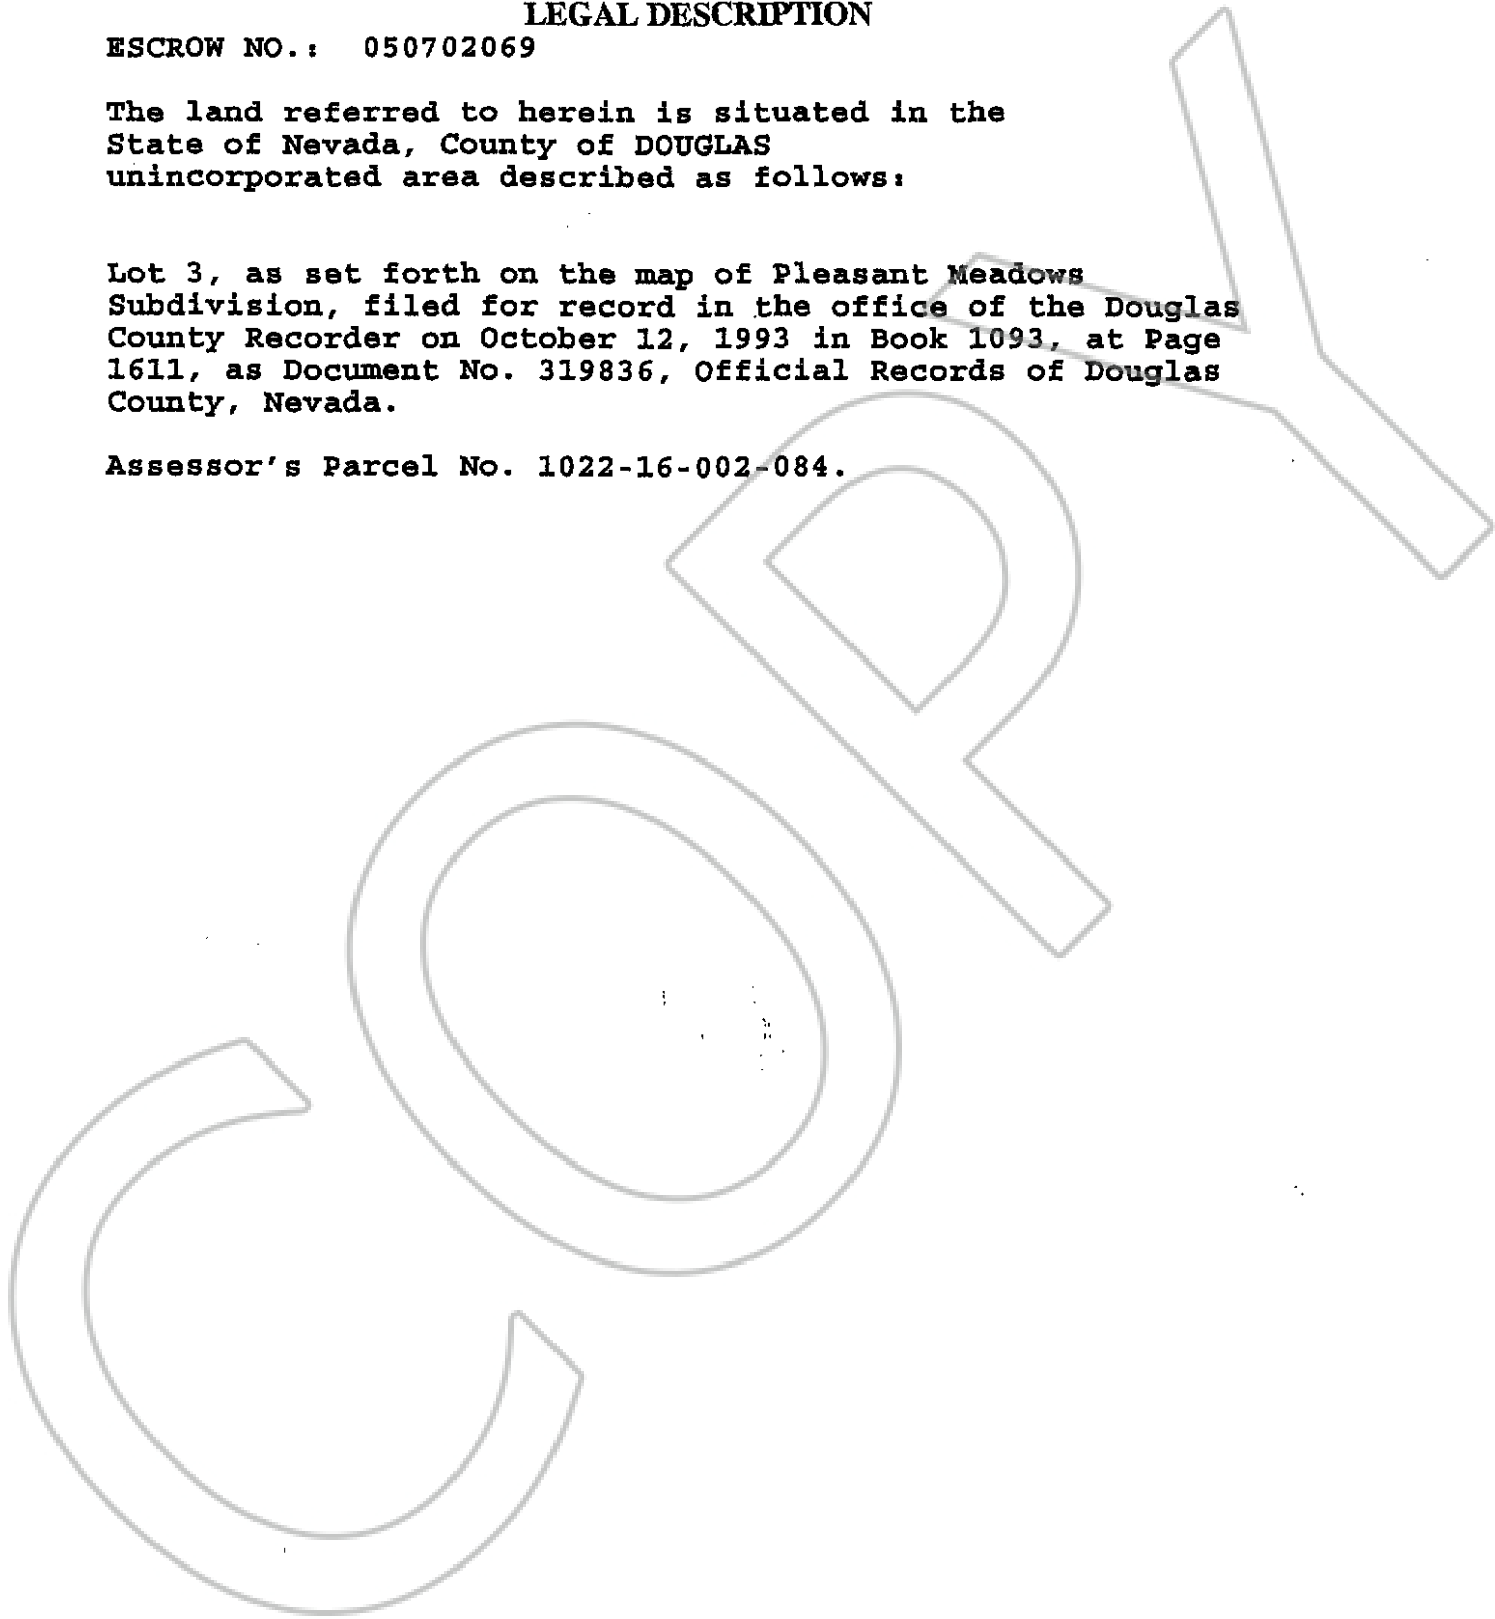 LEGAL DESCRIPTION
ESCROW NO.: 050702069
The land referred to herein is situated in the
State of Nevada, County of DOUGLAS
unincorporated area described as follows:
Lot 3, as set forth on the map of Pleasant Meadows
Subdivision, filed for record in the office of the Douglas
County Recorder on October 12, 1993 in Book 1093, at Page
1611, as Document No. 319836, Official Records of Douglas
County, Nevada.
Assessor's Parcel No. 1022-16-002-084.
COPY